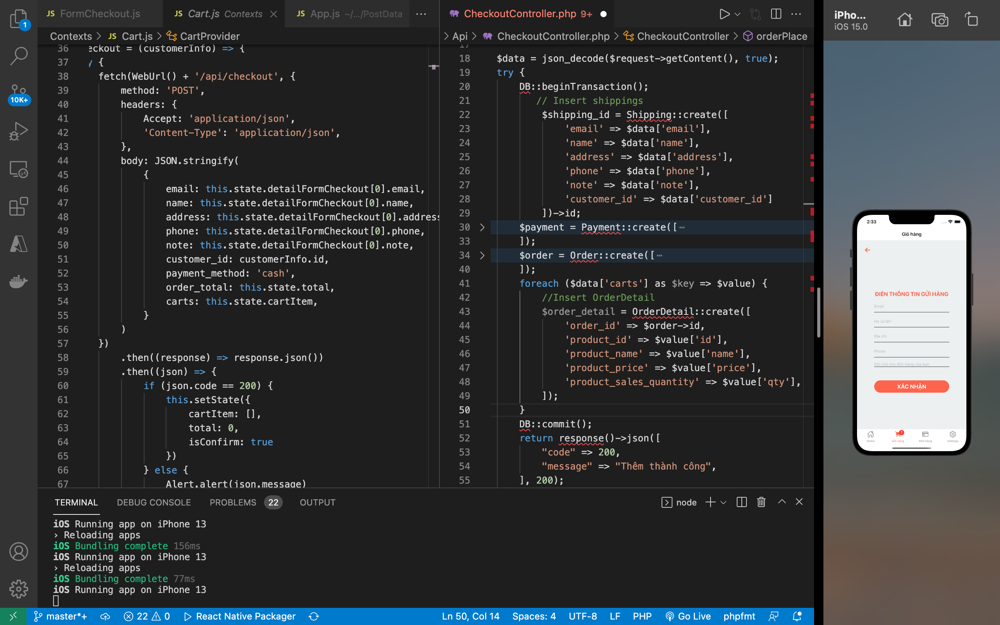 1
10K+
JS FormCheckout.js
JS Cart.js Contexts
JS App.js ~/.../PostData
Contexts > JS Cart.js > CartProvider
36 eckout = (customerInfo) => {
37 y {
38 fetch(WebUrl() + '/api/checkout', {
39 method: 'POST',
40 headers: {
41 Accept: 'application/json',
42 'Content-Type': 'application/json',
43 },
44 body: JSON.stringify(
45 {
46 email: this.state.detailFormCheckout[0].email,
47 name: this.state.detailFormCheckout[0].name,
48 address: this.state.detailFormCheckout[0].address
49 phone: this.state.detailFormCheckout[0].phone,
50 note: this.state.detailFormCheckout[0].note,
51 customer_id: customerInfo.id,
52 payment_method: 'cash',
53 order_total: this.state.total,
54 carts: this.state.cartItem,
55 }
56 )
57 })
58 .then((response) => response.json())
59 .then((json) => {
60 if (json.code == 200) {
61 this.setState({
62 cartItem: [],
63 total: 0,
64 isConfirm: true
65 })
66 } else {
67 Alert.alert(json.message)
CheckoutController.php 9+
> Api > CheckoutController.php > CheckoutController > orderPlace
17
18 $data = json_decode($request->getContent(), true);
19 try {
20 DB::beginTransaction();
21 // Insert shippings
22 $shipping_id = Shipping::create([
23 'email' => $data['email'],
24 'name' => $data['name'],
25 'address' => $data['address'],
26 'phone' => $data['phone'],
27 'note' => $data['note'],
28 'customer_id' => $data['customer_id']
29 ])->id;
30 $payment = Payment::create([⋯
33 ]);
34 $order = Order::create([⋯
40 ]);
41 foreach ($data['carts'] as $key => $value) {
42 //Insert OrderDetail
43 $order_detail = OrderDetail::create([
44 'order_id' => $order->id,
45 'product_id' => $value['id'],
46 'product_name' => $value['name'],
47 'product_price' => $value['price'],
48 'product_sales_quantity' => $value['qty'],
49 ]);
50 }
51 DB::commit();
52 return response()->json([
53 "code" => 200,
54 "message" => "Thêm thành công",
55 ], 200);
TERMINAL DEBUG CONSOLE PROBLEMS 22 OUTPUT
node
iOS Running app on iPhone 13
› Reloading apps
iOS Bundling complete 156ms
iOS Running app on iPhone 13
› Reloading apps
iOS Bundling complete 77ms
iOS Running app on iPhone 13
master*+ 22 0 React Native Packager
Ln 50, Col 14 Spaces: 4 UTF-8 LF PHP Go Live phpfmt
iPho...
iOS 15.0
2:33
Giỏ hàng
ĐIỀN THÔNG TIN GỬI HÀNG
Email
Họ và tên
Địa chỉ
Phone
Ghi chú cho đơn hàng của bạn
XÁC NHẬN
1
Home Giỏ hàng Đơn hàng Settings